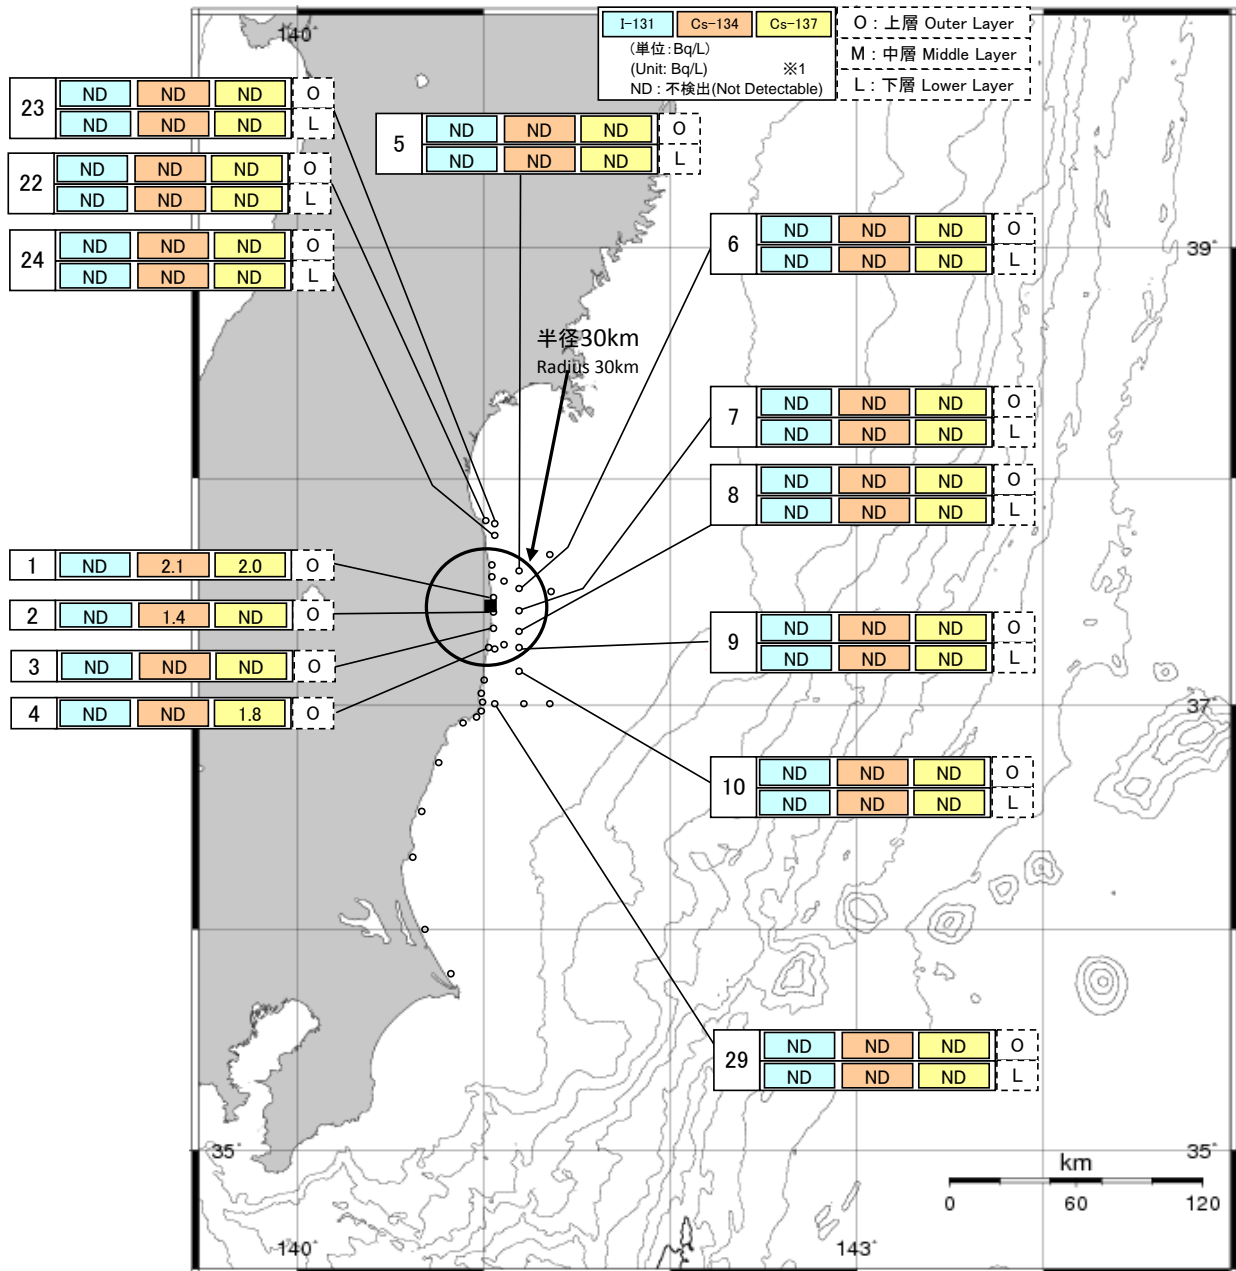 140°
I-131 Cs-134 Cs-137
(単位:Bq/L)
(Unit: Bq/L) ※1
ND : 不検出(Not Detectable)
O : 上層 Outer Layer
M : 中層 Middle Layer
L : 下層 Lower Layer
23
ND ND ND O
ND ND ND L
22
ND ND ND O
ND ND ND L
24
ND ND ND O
ND ND ND L
5
ND ND ND O
ND ND ND L
6
ND ND ND O
ND ND ND L
39°
半径30km
Radius 30km
7
ND ND ND O
ND ND ND L
8
ND ND ND O
ND ND ND L
1 ND 2.1 2.0 O
2 ND 1.4 ND O
3 ND ND ND O
4 ND ND 1.8 O
9
ND ND ND O
ND ND ND L
37°
10
ND ND ND O
ND ND ND L
29
ND ND ND O
ND ND ND L
35°
35°
km
0 60 120
140°
143°